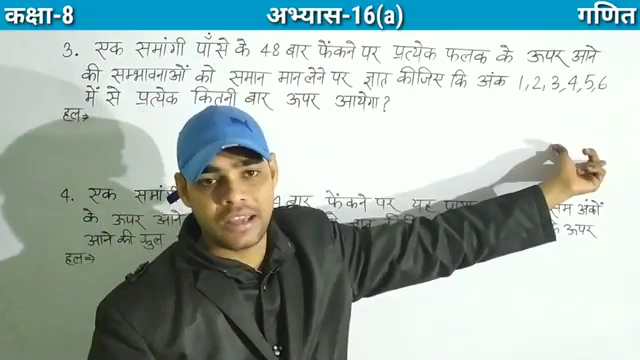 कक्षा-8 अभ्यास-16(a) गणित
3. एक समांगी पाँसे के 48 बार फेंकने पर प्रत्येक फलक के ऊपर आने
की सम्भावनाओं को समान मान लेने पर ज्ञात कीजिए कि अंक 1,2,3,4,5,6
में से प्रत्येक कितनी बार ऊपर आयेगा?
हल⇒
4. एक समांगी बार फेंकने पर यह सम अंकों
के ऊपर आने के ऊपर
आने की कुल
हल⇒